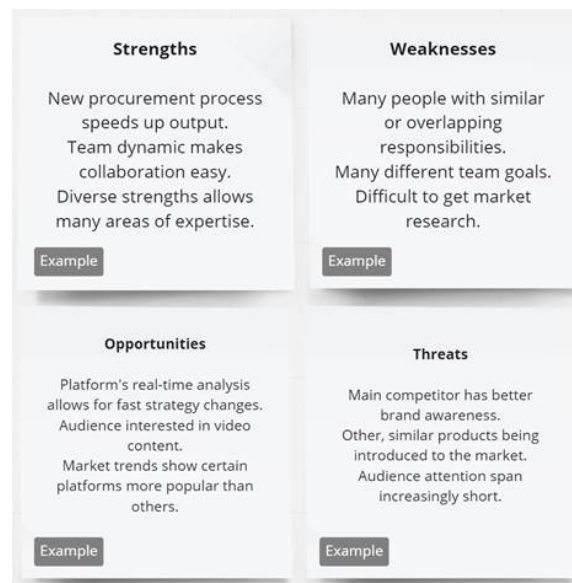 Strengths
New procurement process
speeds up output.
Team dynamic makes
collaboration easy.
Diverse strengths allows
many areas of expertise.
Example
Weaknesses
Many people with similar
or overlapping
responsibilities.
Many different team goals.
Difficult to get market
research.
Example
Opportunities
Platform's real-time analysis
allows for fast strategy changes.
Audience interested in video
content.
Market trends show certain
platforms more popular than
others.
Example
Threats
Main competitor has better
brand awareness.
Other, similar products being
introduced to the market.
Audience attention span
increasingly short.
Example